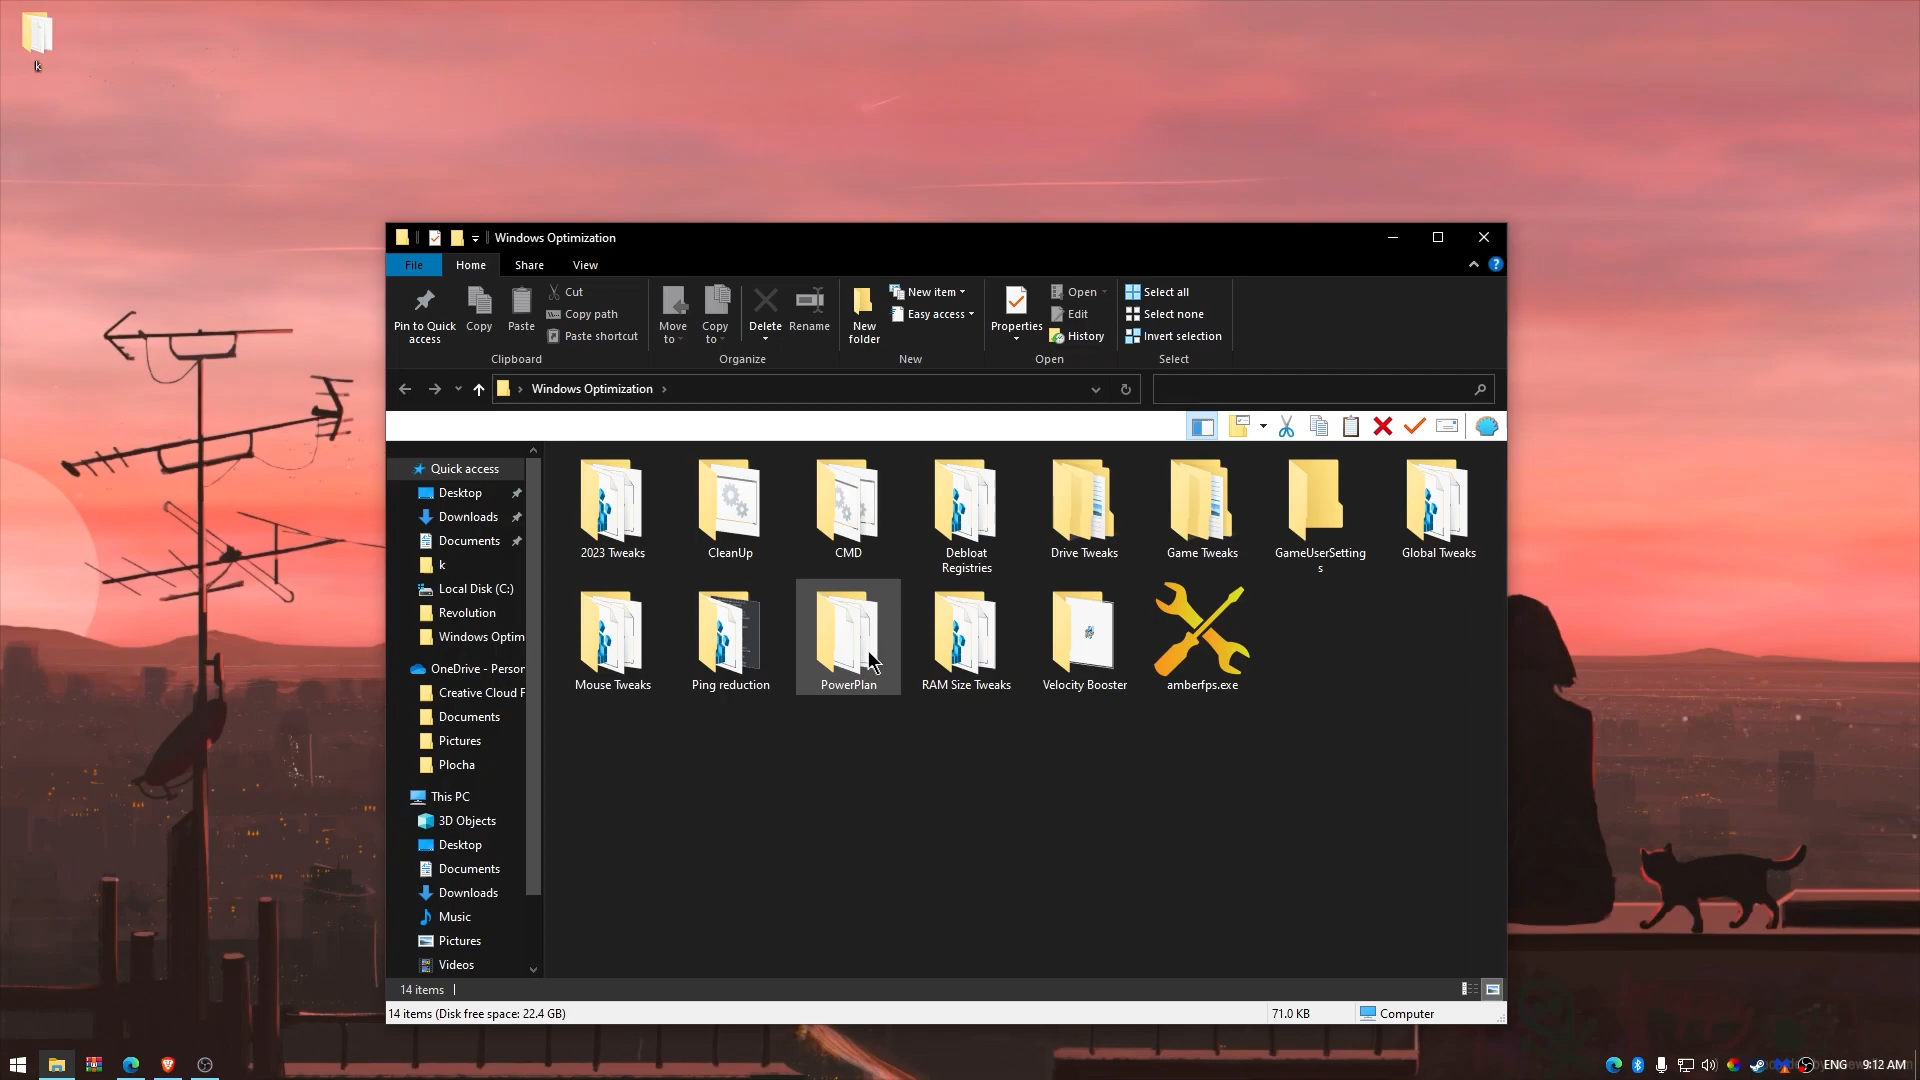 k
Windows Optimization
File
Home
Share
View
Pin to Quick access
Copy
Paste
Cut
Copy path
Paste shortcut
Clipboard
Move to
Copy to
Delete
Rename
Organize
New folder
New item
Easy access
New
Properties
Open
Edit
History
Open
Select all
Select none
Invert selection
Select
Windows Optimization
Quick access
Desktop
Downloads
Documents
k
Local Disk (C:)
Revolution
Windows Optim
OneDrive - Person
Creative Cloud F
Documents
Pictures
Plocha
This PC
3D Objects
Desktop
Documents
Downloads
Music
Pictures
Videos
2023 Tweaks
CleanUp
CMD
Debloat
Registries
Drive Tweaks
Game Tweaks
GameUserSetting
s
Global Tweaks
Mouse Tweaks
Ping reduction
PowerPlan
RAM Size Tweaks
Velocity Booster
amberfps.exe
14 items
14 items (Disk free space: 22.4 GB)
71.0 KB
Computer
ENG
9:12 AM